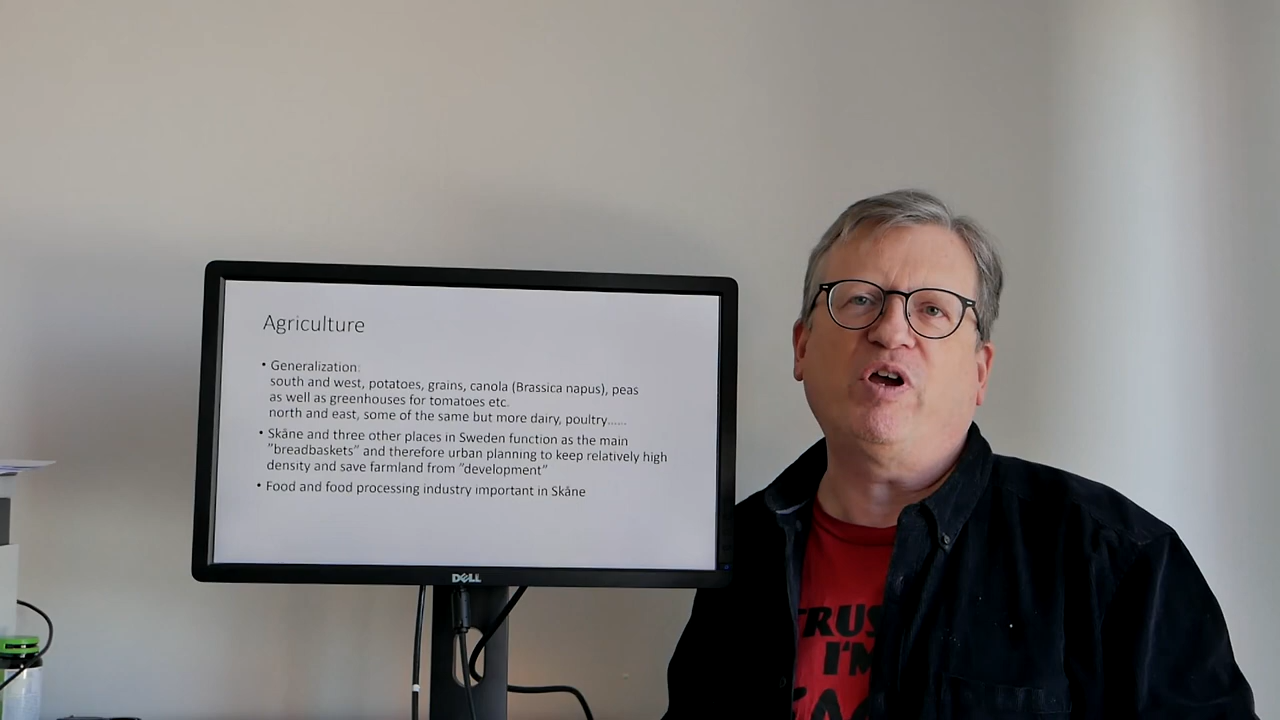 Agriculture
• Generalization:
south and west, potatoes, grains, canola (Brassica napus), peas
as well as greenhouses for tomatoes etc.
north and east, some of the same but more dairy, poultry......
• Skåne and three other places in Sweden function as the main
"breadbaskets" and therefore urban planning to keep relatively high
density and save farmland from "development"
• Food and food processing industry important in Skåne
DELL
TRUS
I'M